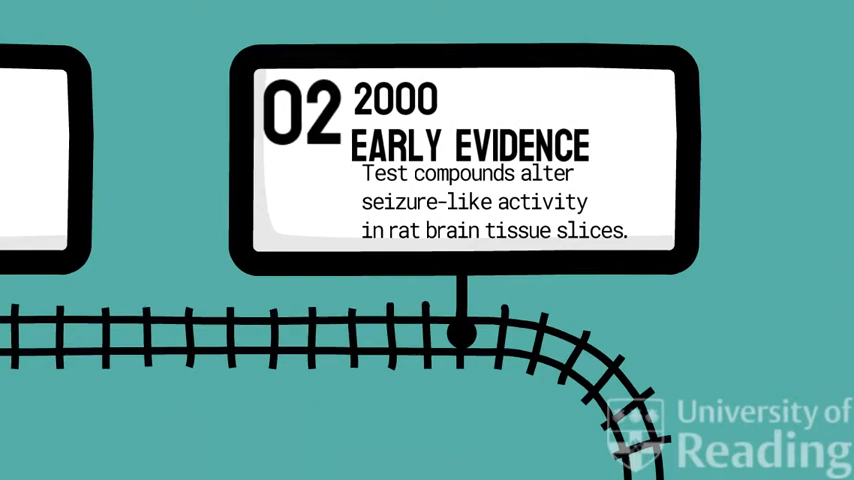 02 2000
EARLY EVIDENCE
Test compounds alter
seizure-like activity
in rat brain tissue slices.
University of
Reading